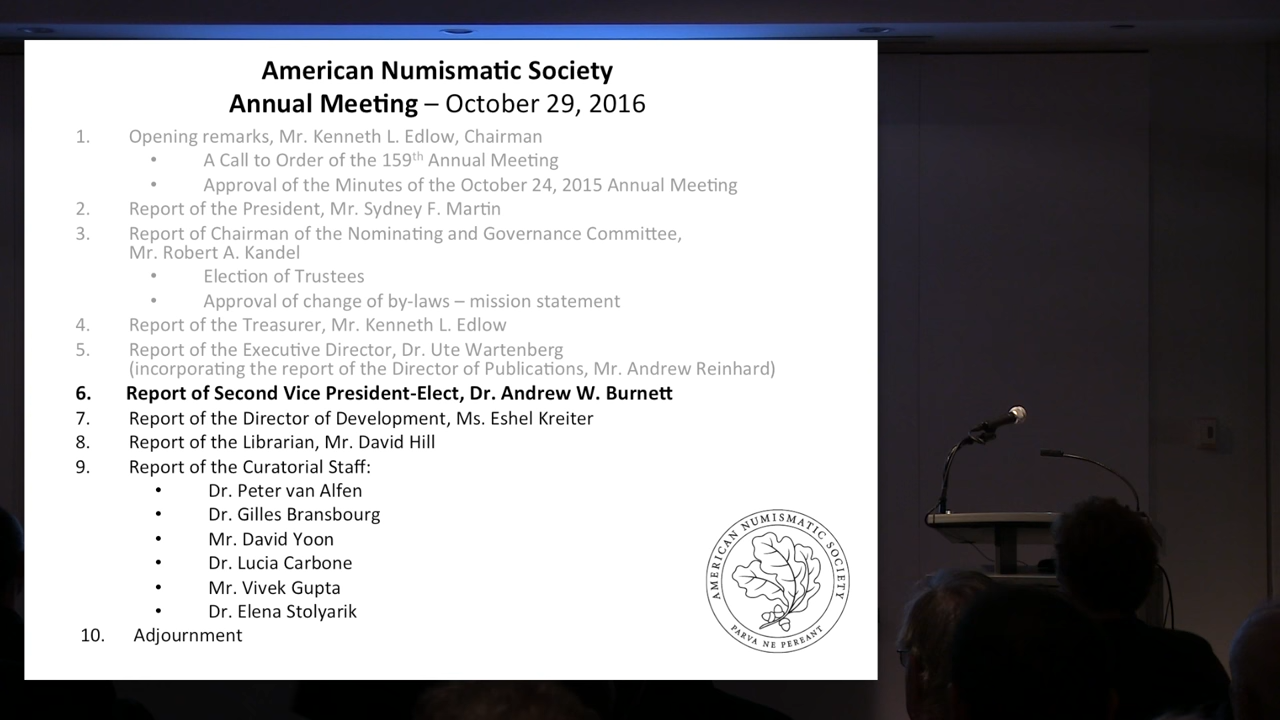 American Numismatic Society
Annual Meeting – October 29, 2016
1. Opening remarks, Mr. Kenneth L. Edlow, Chairman
• A Call to Order of the 159th Annual Meeting
• Approval of the Minutes of the October 24, 2015 Annual Meeting
2. Report of the President, Mr. Sydney F. Martin
3. Report of Chairman of the Nominating and Governance Committee,
Mr. Robert A. Kandel
• Election of Trustees
• Approval of change of by-laws – mission statement
4. Report of the Treasurer, Mr. Kenneth L. Edlow
5. Report of the Executive Director, Dr. Ute Wartenberg
(incorporating the report of the Director of Publications, Mr. Andrew Reinhard)
6. Report of Second Vice President-Elect, Dr. Andrew W. Burnett
7. Report of the Director of Development, Ms. Eshel Kreiter
8. Report of the Librarian, Mr. David Hill
9. Report of the Curatorial Staff:
• Dr. Peter van Alfen
• Dr. Gilles Bransbourg
• Mr. David Yoon
• Dr. Lucia Carbone
• Mr. Vivek Gupta
• Dr. Elena Stolyarik
10. Adjournment
AMERICAN NUMISMATIC SOCIETY
PARVA NE PEREANT